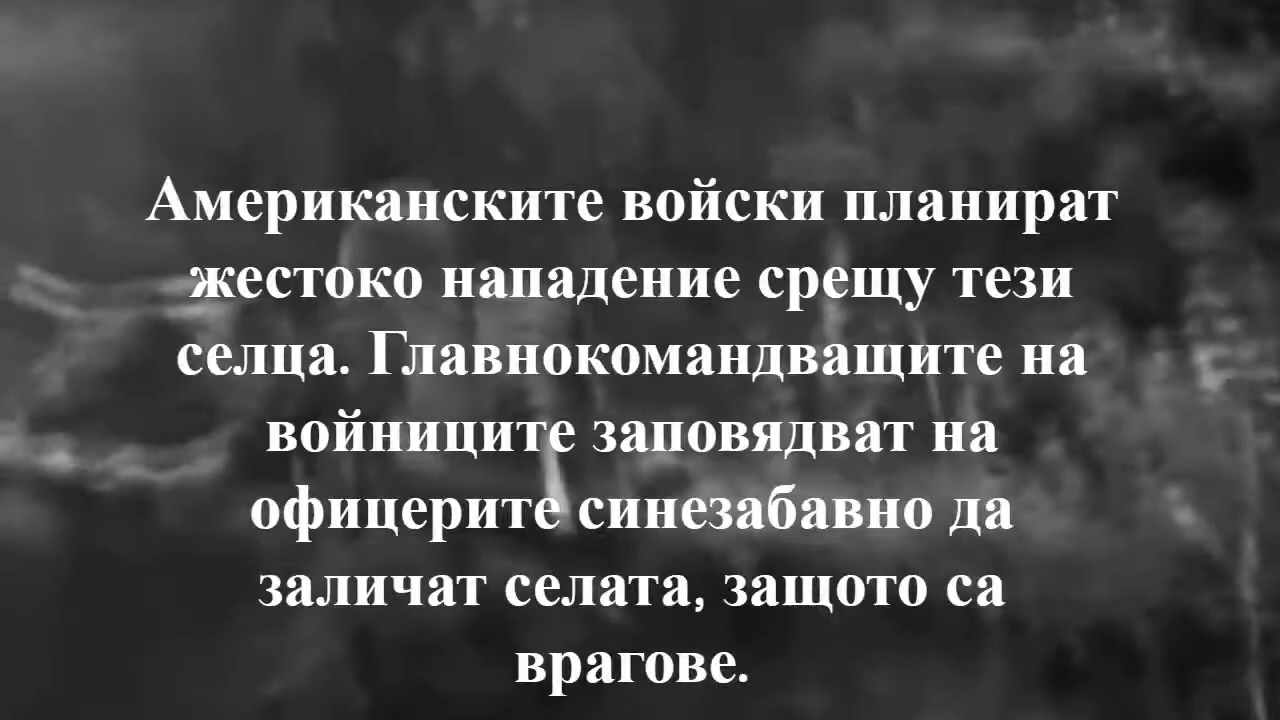 Американските войски планират
жестоко нападение срещу тези
селца. Главнокомандващите на
войниците заповядват на
офицерите синезабавно да
заличат селата, защото са
врагове.